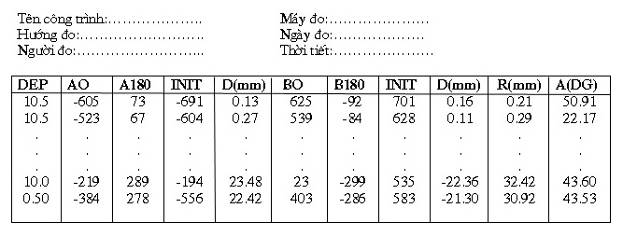 Tên công trình:………………… Máy đo:…………………
Hướng đo:……………………… Ngày đo:………………
Người đo:……………………... Thời tiết:…………………
DEP AO A180 INIT D(mm) BO B180 INIT D(mm) R(mm) A(DG)
10.5 -605 73 -691 0.13 625 -92 701 0.16 0.21 50.91
10.5 -523 67 -604 0.27 539 -84 628 0.11 0.29 22.17
. . . . . . . . . . .
. . . . . . . . . . .
. . . . . . . . . . .
10.0 -219 289 -194 23.48 23 -299 535 -22.36 32.42 43.60
0.50 -384 278 -556 22.42 403 -286 583 -21.30 30.92 43.53